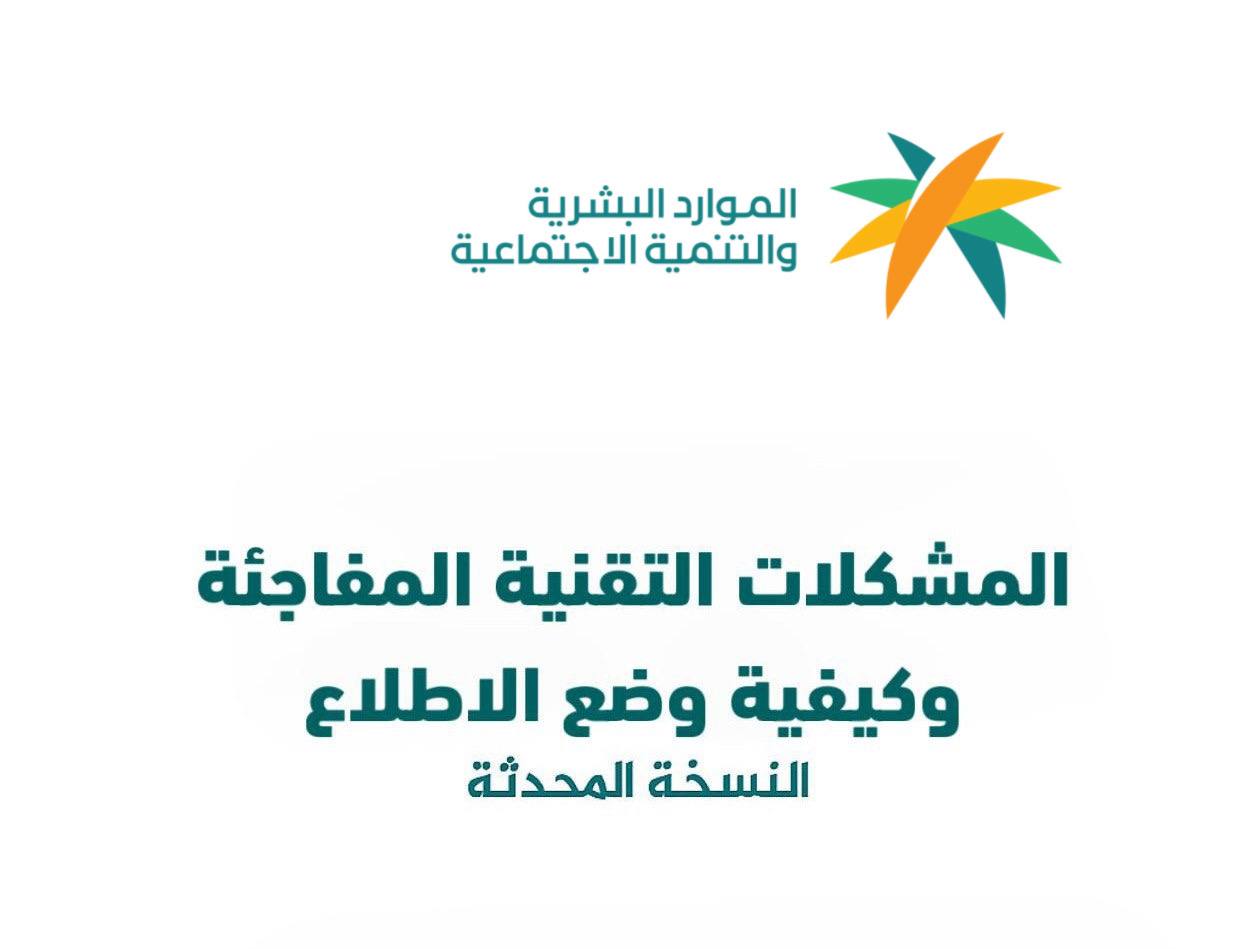 الموارد البشرية
والتنمية الاجتماعية
المشكلات التقنية المفاجئة
وكيفية وضع الاطلاع
النسخة المحدثة